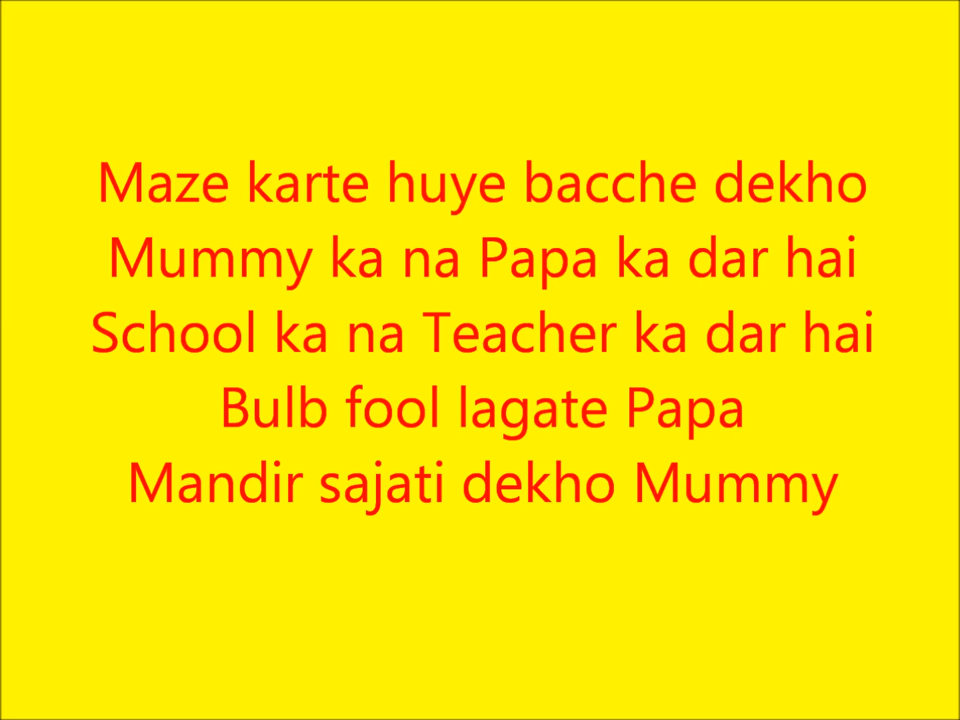 Maze karte huye bacche dekho
Mummy ka na Papa ka dar hai
School ka na Teacher ka dar hai
Bulb fool lagate Papa
Mandir sajati dekho Mummy